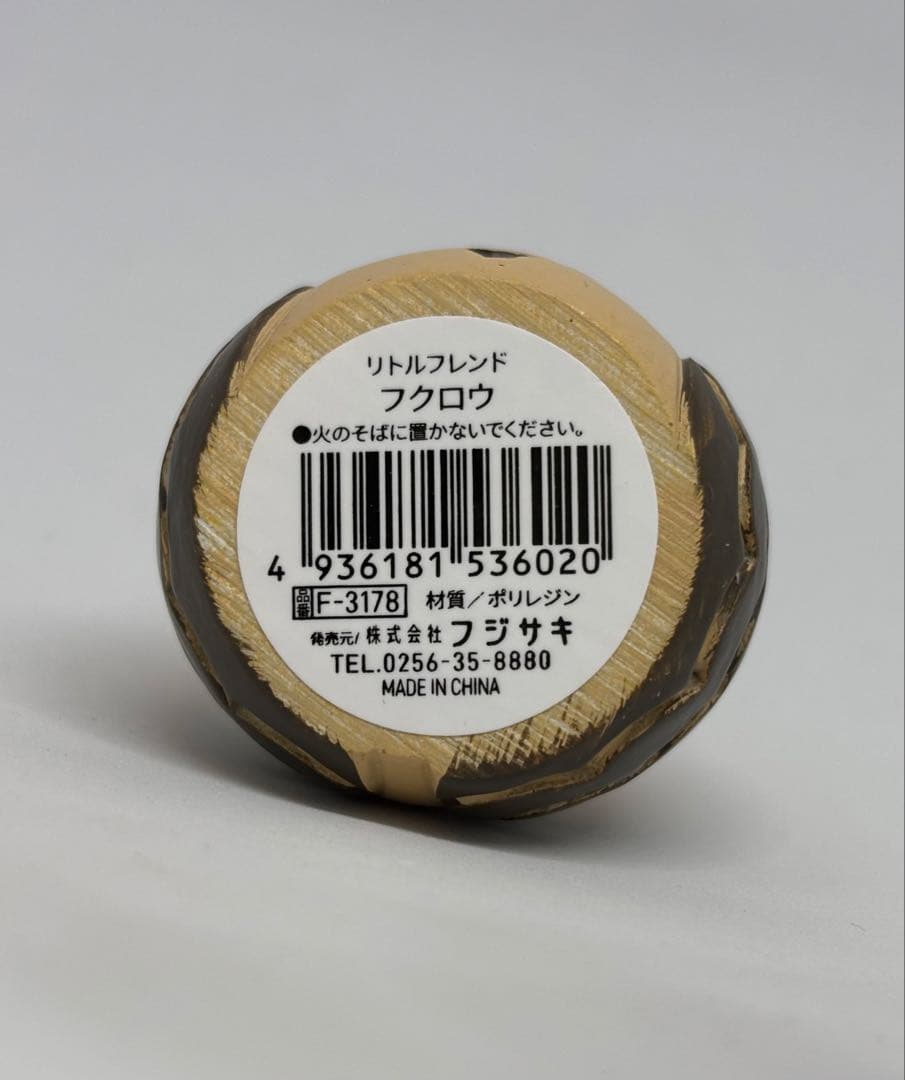 リトルフレンド
フクロウ
●火のそばに置かないでください。
4 936181 536020
品番 F-3178 材質／ポリレジン
発売元/ 株式会社 フジサキ
TEL.0256-35-8880
MADE IN CHINA